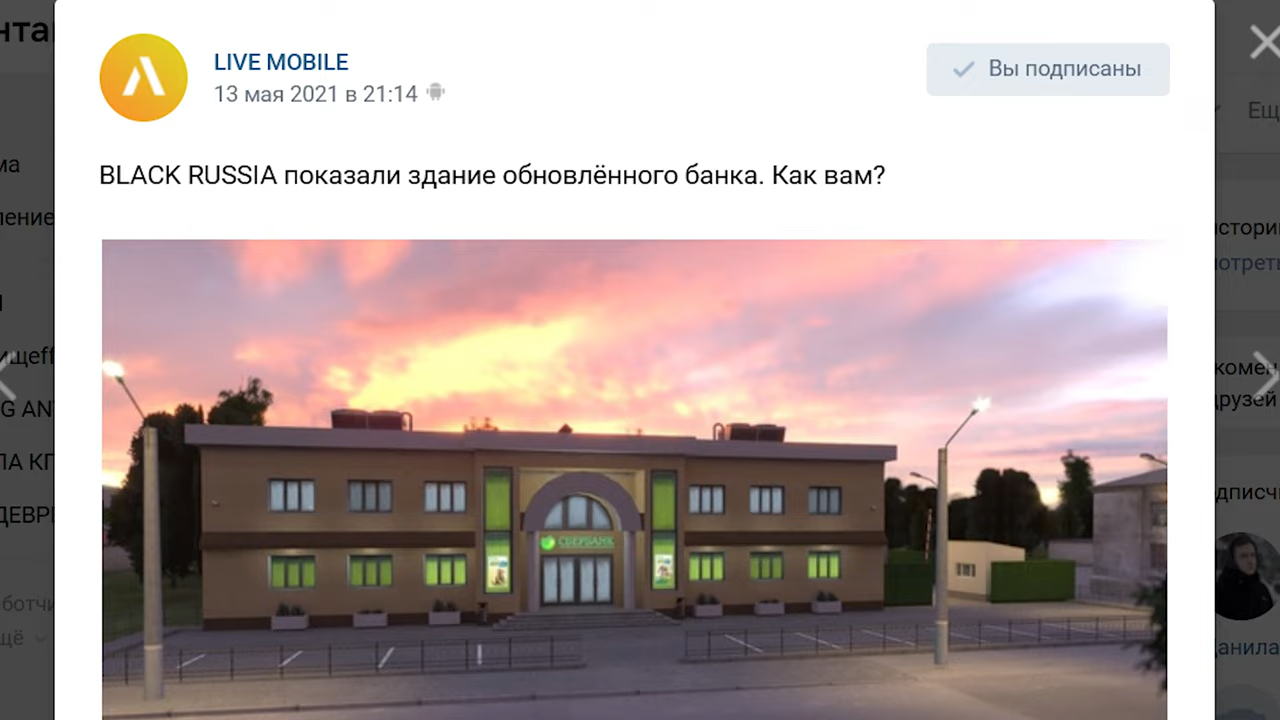 LIVE MOBILE
13 мая 2021 в 21:14
Вы подписаны
BLACK RUSSIA показали здание обновлённого банка. Как вам?
СБЕРБАНК